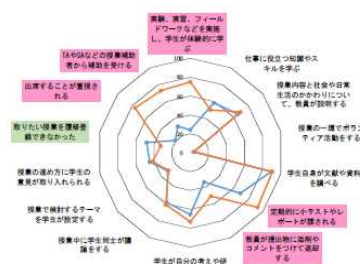 実験、実習、フィール
ドワークなどを実施
し、学生が体験的に学
ぶ
仕事に役立つ知識やス
キルを学ぶ
授業内容と社会や日常
生活のかかわりについ
て、教員が説明する
授業の一環でボラン
ティア活動をする
学生自身が文献や資料
を調べる
定期的に小テストやレ
ポートが課される
教員が提出物に添削や
コメントをつけて返却
する
学生が自分の考えや研
授業中に学生同士が議
論をする
授業で検討するテーマ
を学生が設定する
授業の進め方に学生の
意見が取り入れられる
取りたい授業を履修登
録できなかった
出席することが重視さ
れる
TAやSAなどの授業補助
者から補助を受ける
100
80
60
40
20
0